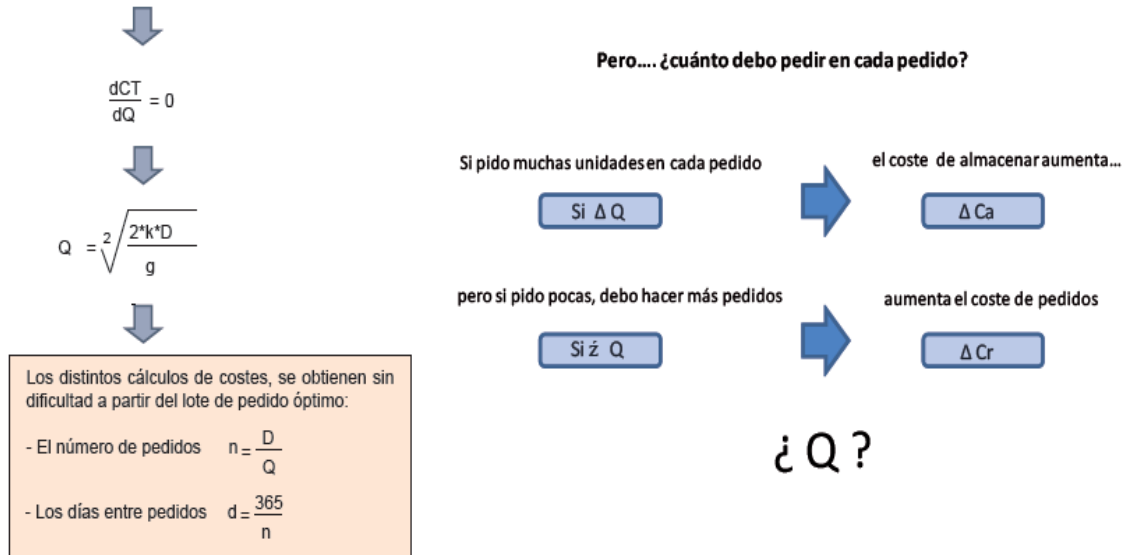 dCT
dQ
= 0
Q = 2√ 2*k*D
g
Los distintos cálculos de costes, se obtienen sin
dificultad a partir del lote de pedido óptimo:
- El número de pedidos n = D
Q
- Los días entre pedidos d = 365
n
Pero.... ¿cuánto debo pedir en cada pedido?
Si pido muchas unidades en cada pedido
el coste de almacenar aumenta...
Si Δ Q
Δ Ca
pero si pido pocas, debo hacer más pedidos
aumenta el coste de pedidos
Si ź Q
Δ Cr
¿ Q ?